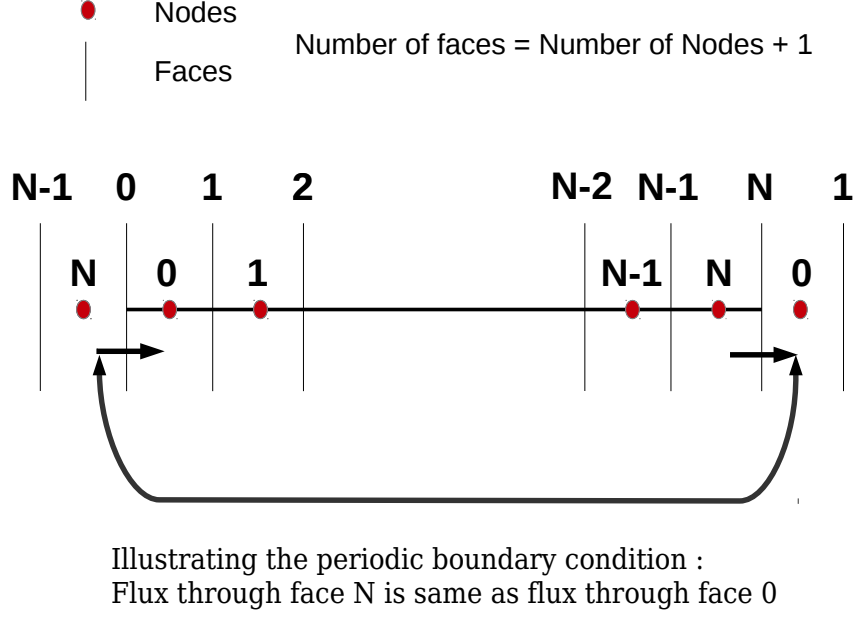 Nodes
Number of faces = Number of Nodes + 1
Faces
N-1 0 1 2 N-2 N-1 N 1
N 0 1 N-1 N 0
Illustrating the periodic boundary condition :
Flux through face N is same as flux through face 0